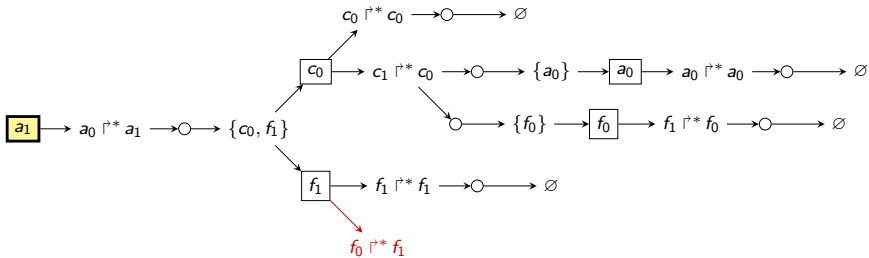 c₀ ↱* c₀ ∅
c₀ c₁ ↱* c₀ {a₀} a₀ a₀ ↱* a₀ ∅
a₁ a₀ ↱* a₁ {c₀, f₁} {f₀} f₀ f₁ ↱* f₀ ∅
f₁ f₁ ↱* f₁ ∅
f₀ ↱* f₁